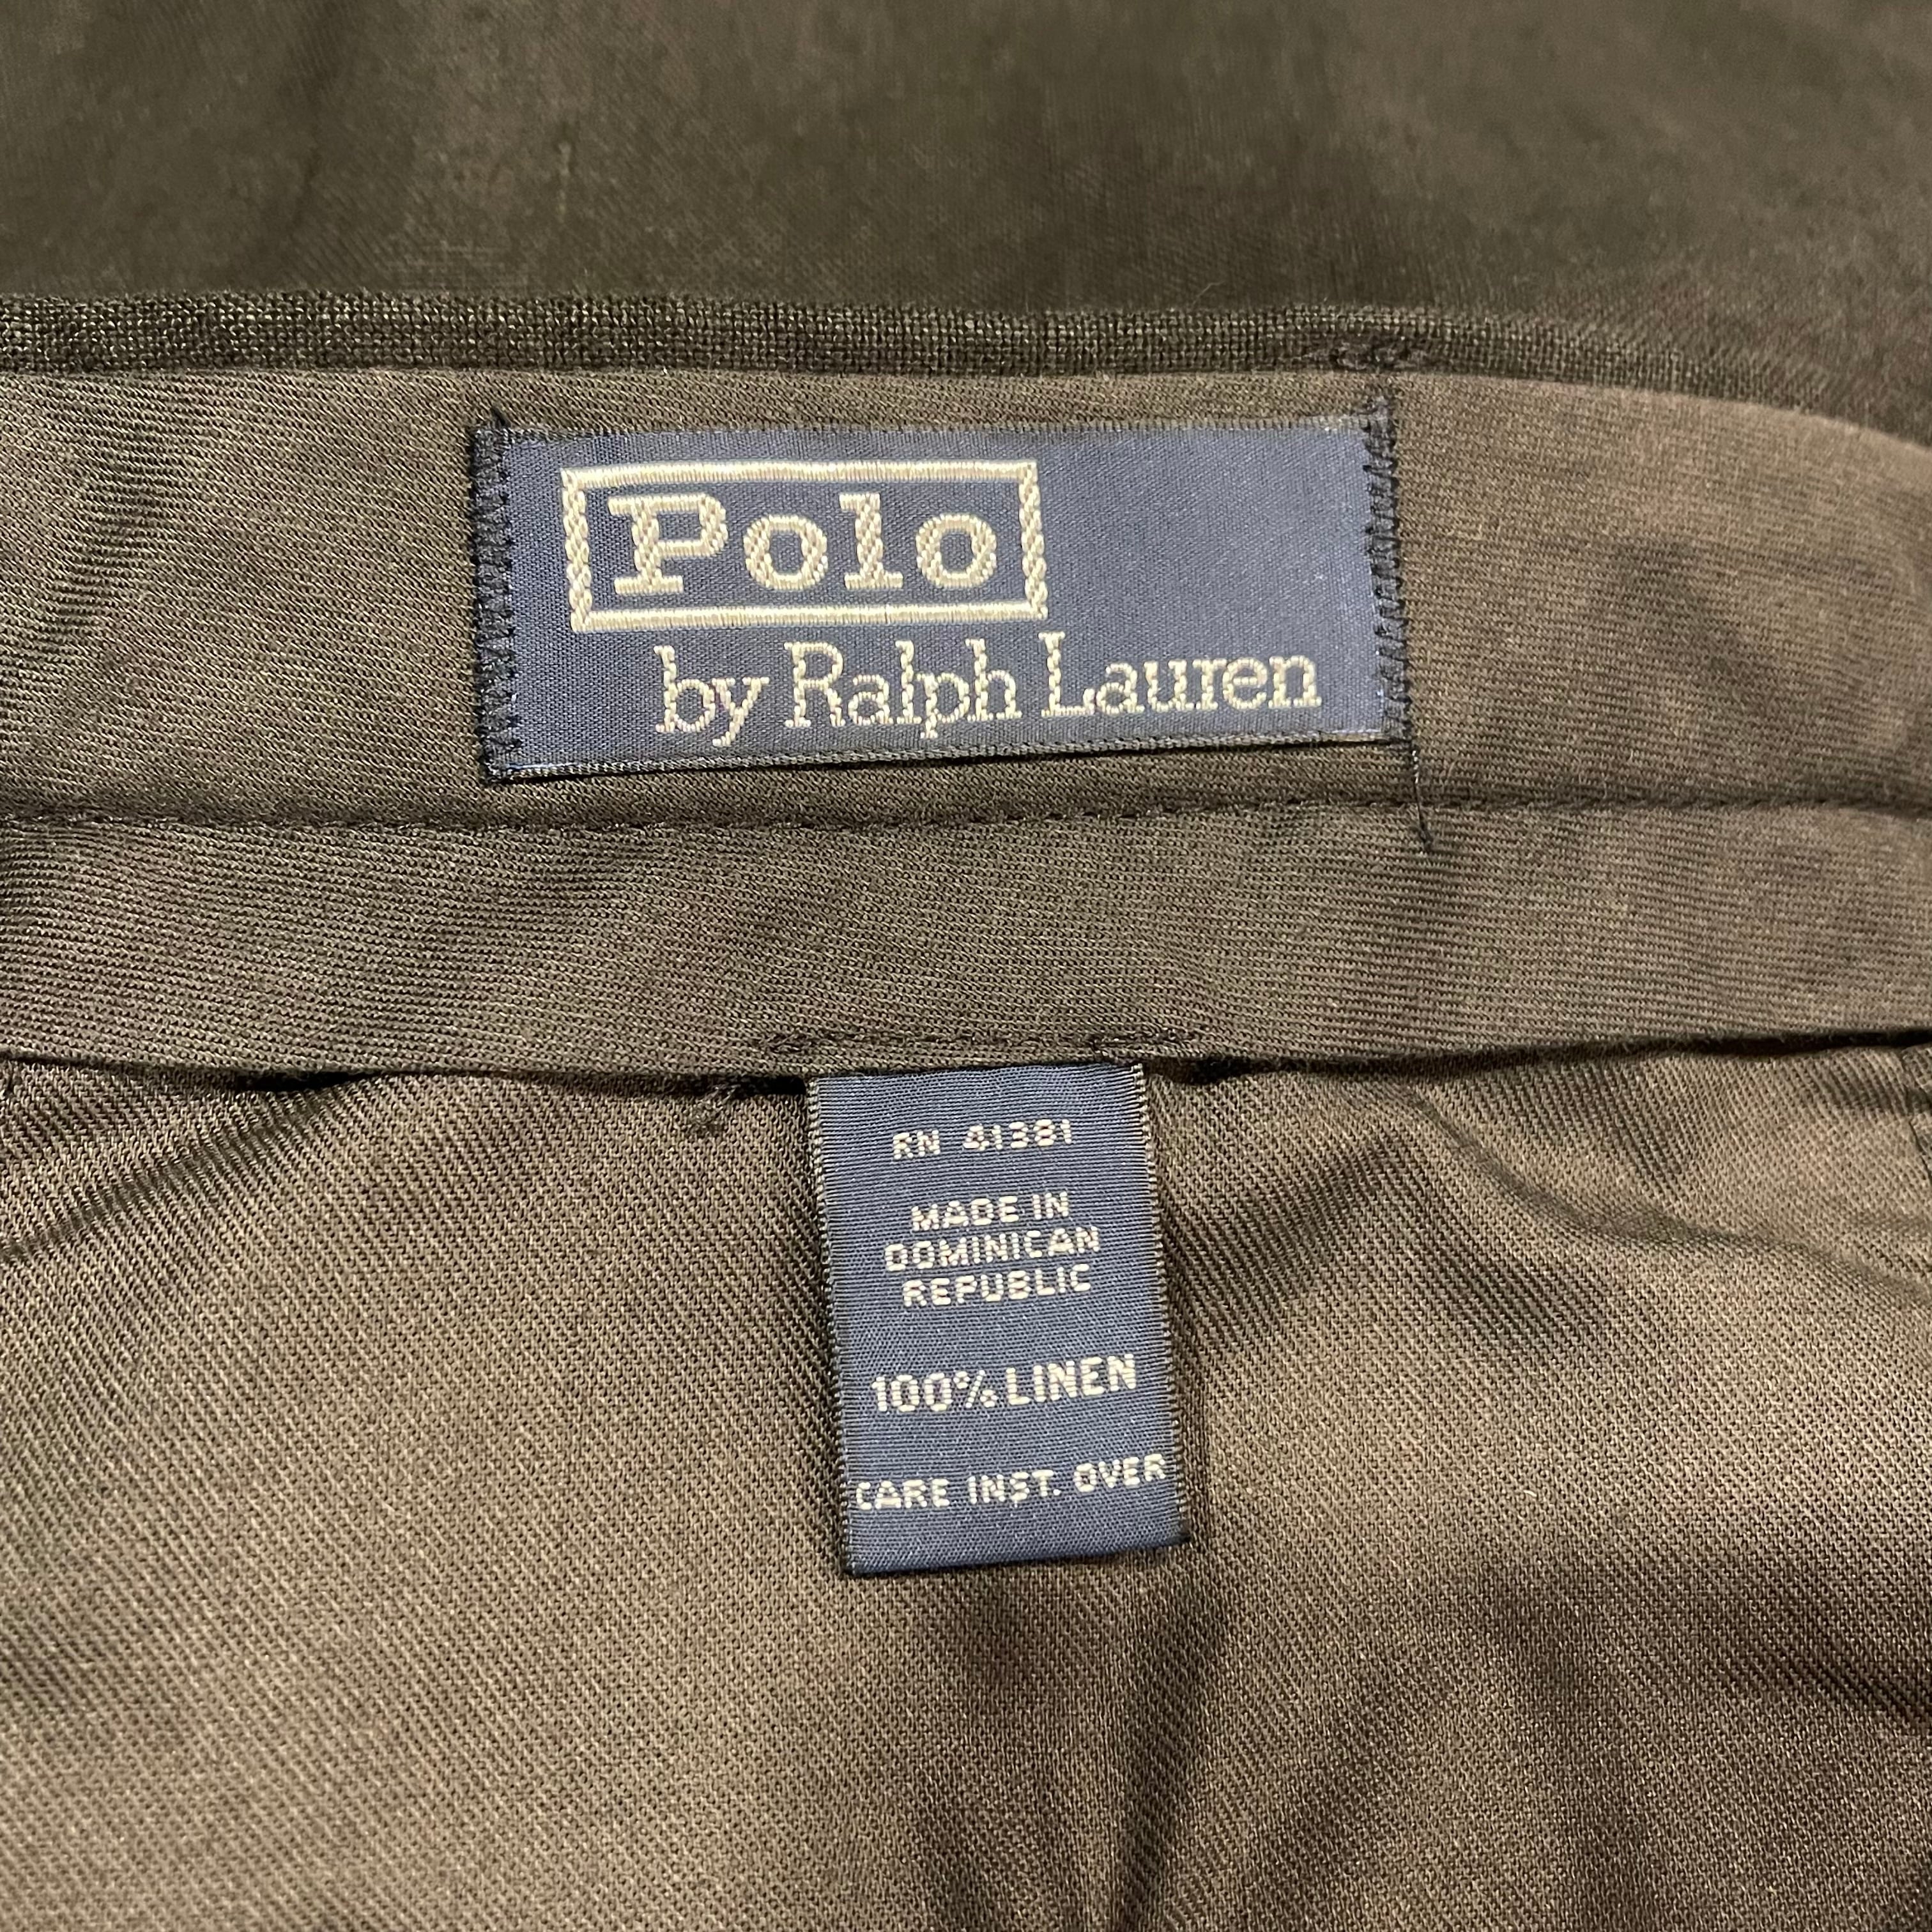 Polo
by Ralph Lauren
RN 41381
MADE IN
DOMINICAN
REPUBLIC
100% LINEN
CARE INST. OVER